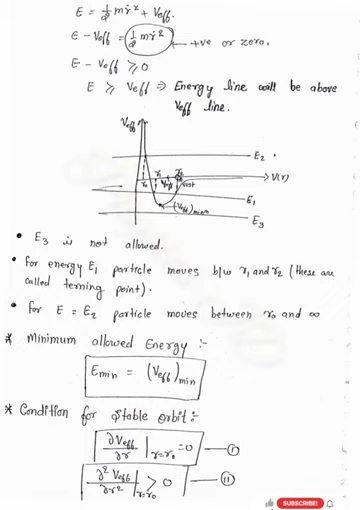 E = 1/2 mṙ² + Veff.
E - Veff = 1/2 mṙ² ← +ve or zero.
E - Veff ⩾ 0
E ⩾ Veff ⇒ Energy line will be above
Veff line.
Veff
E2
r0 r1 r2 V(r)
E1
(Veff)min
E3
• E3 is not allowed.
• For energy E1 particle moves b/w r1 and r2 (these are
called terning point).
• for E = E2 particle moves between r0 and ∞
* Minimum allowed Energy :-
Emin = (Veff)min
* Condition for stable orbit :-
∂Veff/∂r |r=r0 = 0 — (I)
∂²Veff/∂r² |r=r0 > 0 — (II)
SUBSCRIBE!